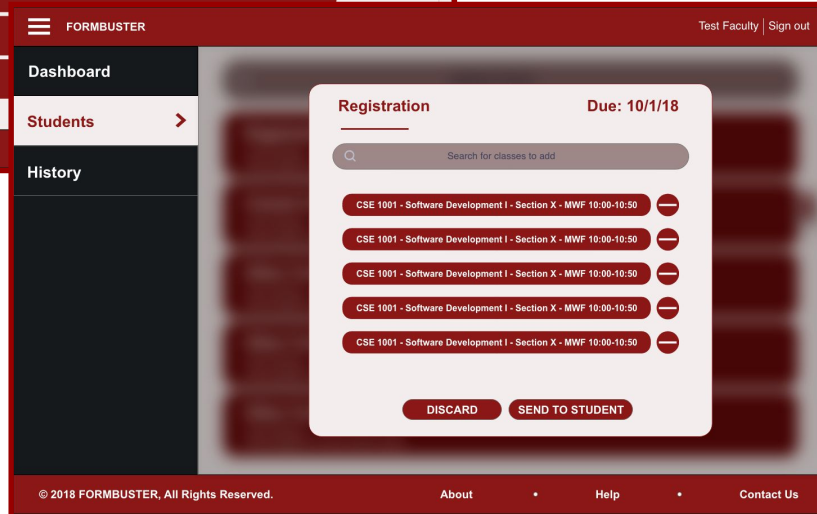 FORMBUSTER
Test Faculty | Sign out
Dashboard
Students
History
Registration
Due: 10/1/18
Search for classes to add
CSE 1001 - Software Development I - Section X - MWF 10:00-10:50
CSE 1001 - Software Development I - Section X - MWF 10:00-10:50
CSE 1001 - Software Development I - Section X - MWF 10:00-10:50
CSE 1001 - Software Development I - Section X - MWF 10:00-10:50
CSE 1001 - Software Development I - Section X - MWF 10:00-10:50
DISCARD
SEND TO STUDENT
© 2018 FORMBUSTER, All Rights Reserved.
About • Help • Contact Us